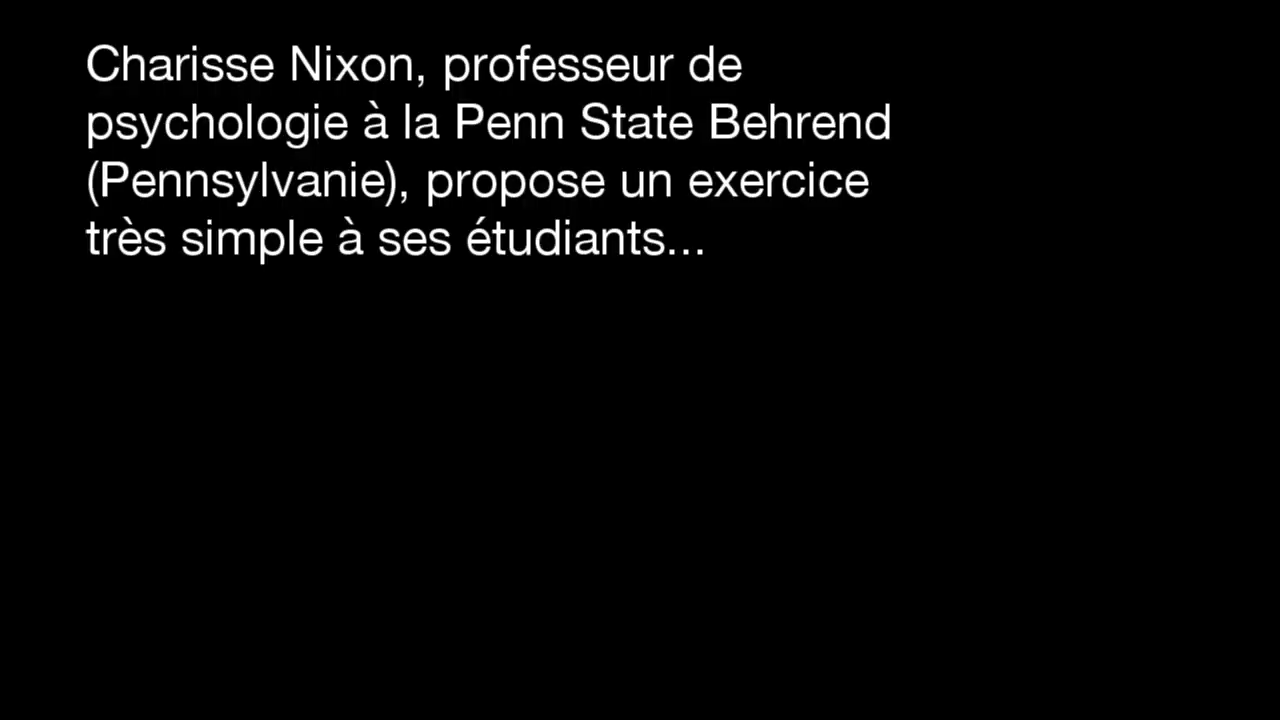 Charisse Nixon, professeur de
psychologie à la Penn State Behrend
(Pennsylvanie), propose un exercice
très simple à ses étudiants...